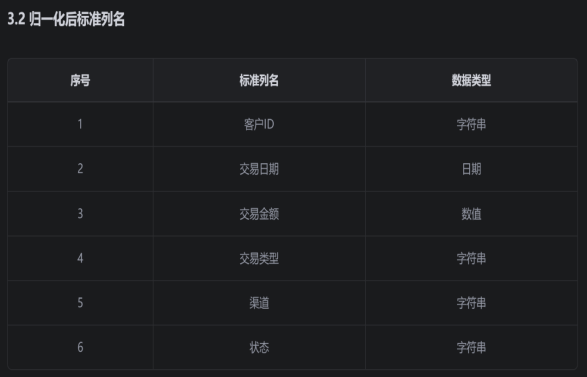 3.2 归一化后标准列名
序号 标准列名 数据类型
1 客户ID 字符串
2 交易日期 日期
3 交易金额 数值
4 交易类型 字符串
5 渠道 字符串
6 状态 字符串